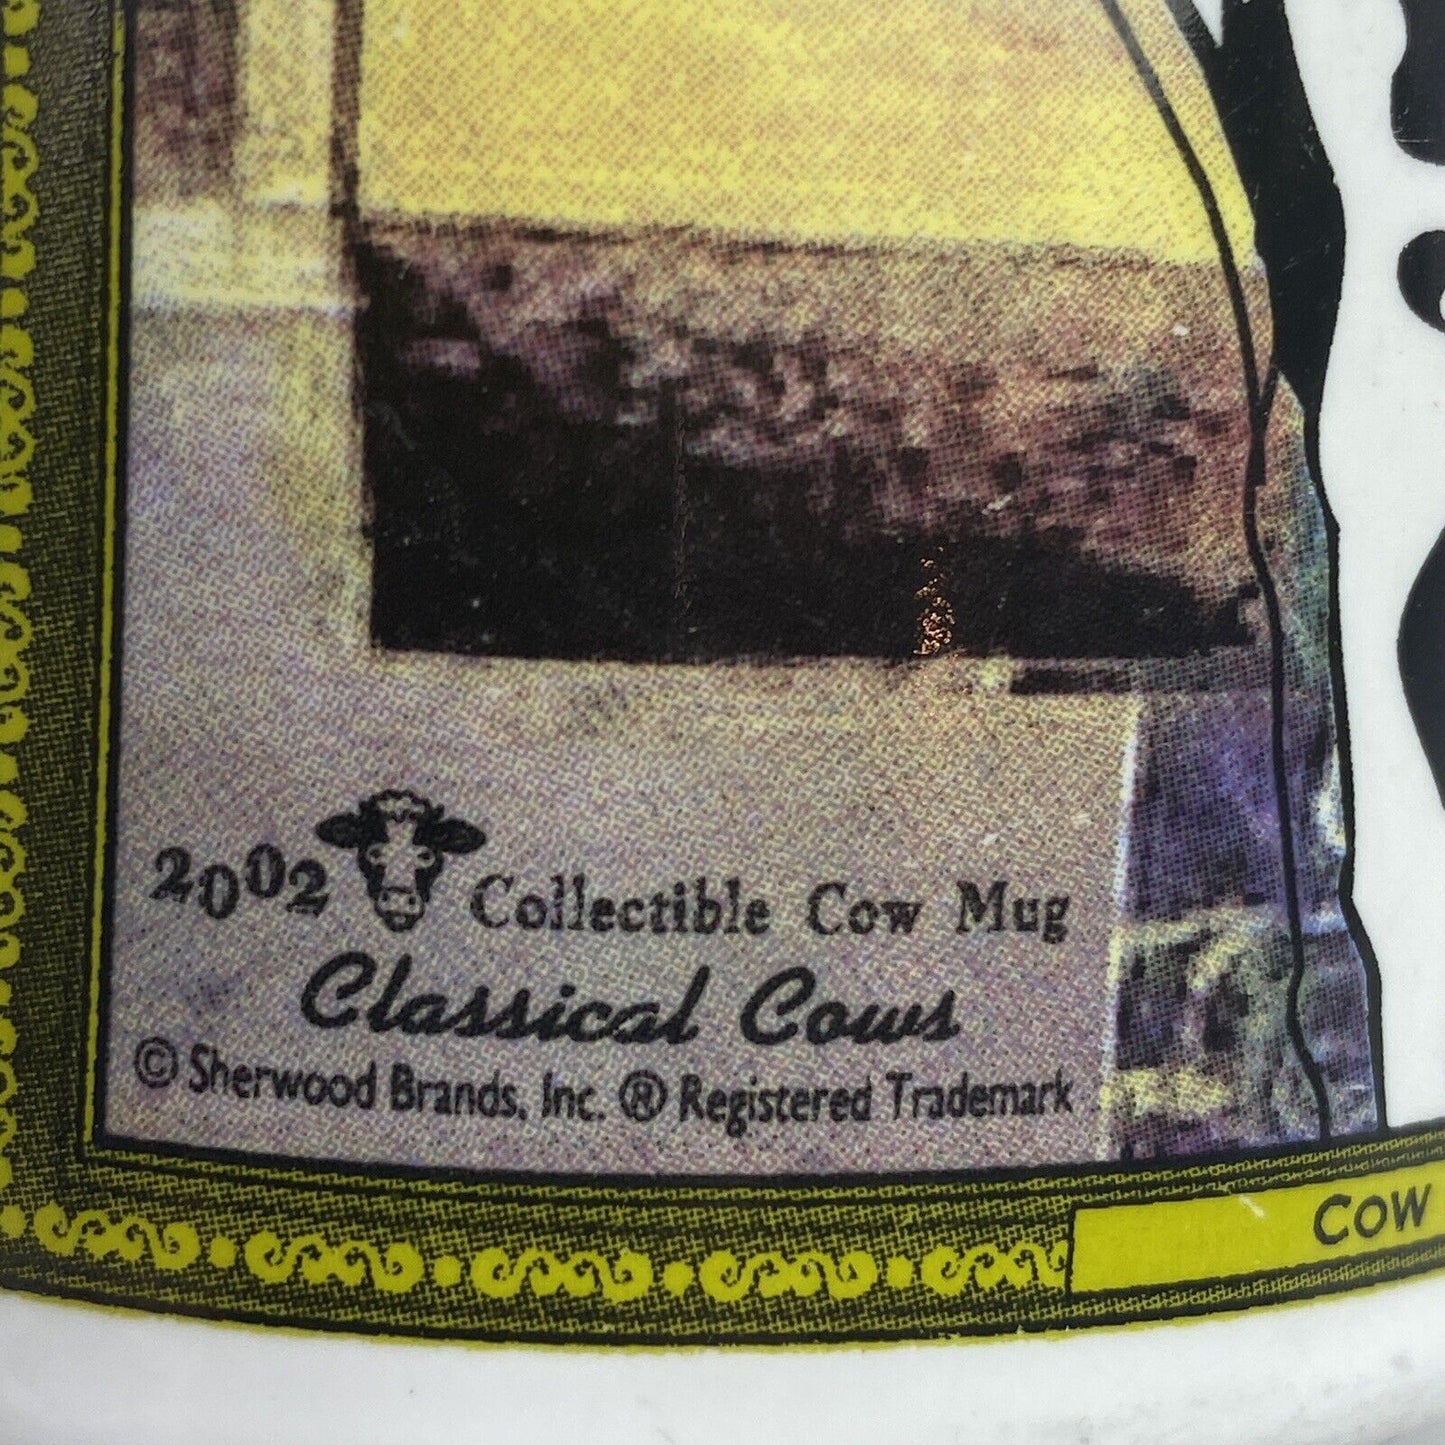 2002 Collectible Cow Mug
Classical Cows
© Sherwood Brands, Inc. ® Registered Trademark
COW